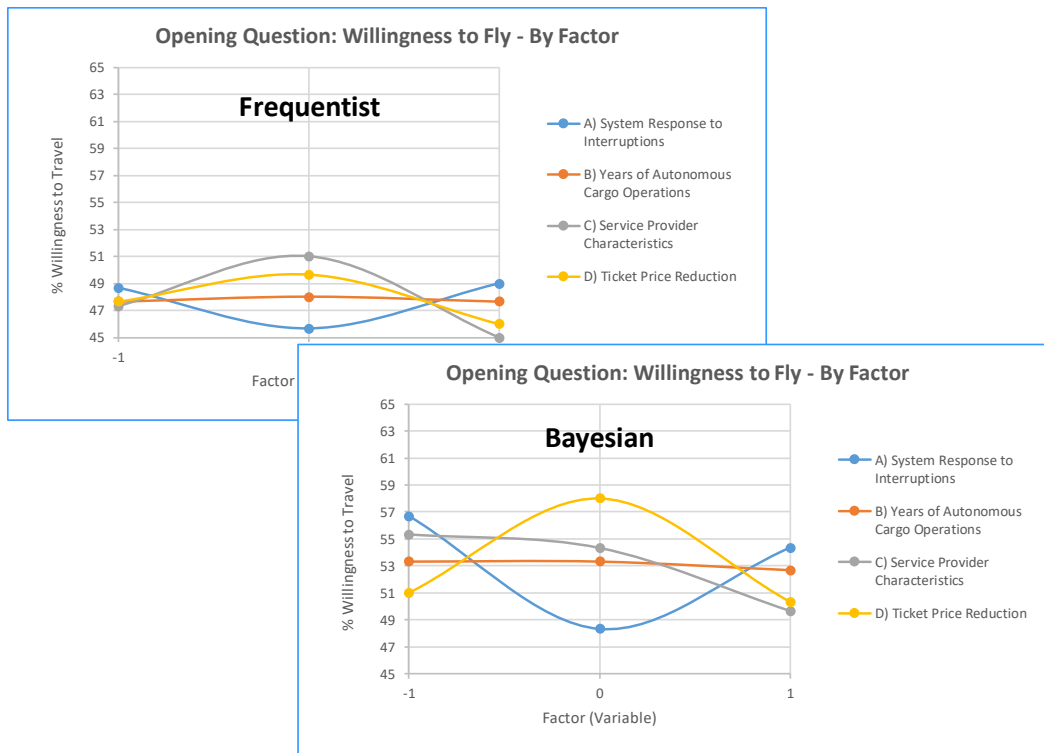 Opening Question: Willingness to Fly - By Factor
Frequentist
% Willingness to Travel
65
63
61
59
57
55
53
51
49
47
45
-1
Factor
A) System Response to
Interruptions
B) Years of Autonomous
Cargo Operations
C) Service Provider
Characteristics
D) Ticket Price Reduction
Opening Question: Willingness to Fly - By Factor
Bayesian
% Willingness to Travel
65
63
61
59
57
55
53
51
49
47
45
-1
0
1
Factor (Variable)
A) System Response to
Interruptions
B) Years of Autonomous
Cargo Operations
C) Service Provider
Characteristics
D) Ticket Price Reduction